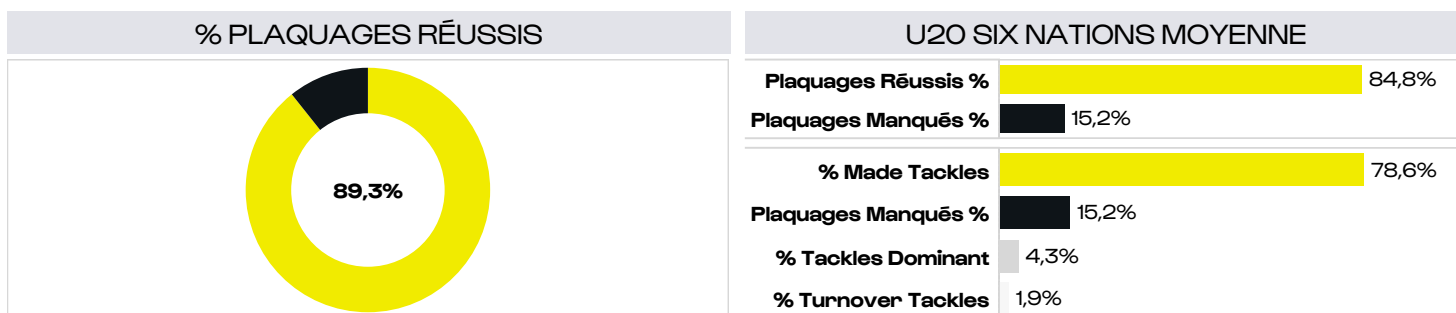 % PLAQUAGES RÉUSSIS
89,3%
U20 SIX NATIONS MOYENNE
Plaquages Réussis % 84,8%
Plaquages Manqués % 15,2%
% Made Tackles 78,6%
Plaquages Manqués % 15,2%
% Tackles Dominant 4,3%
% Turnover Tackles 1,9%